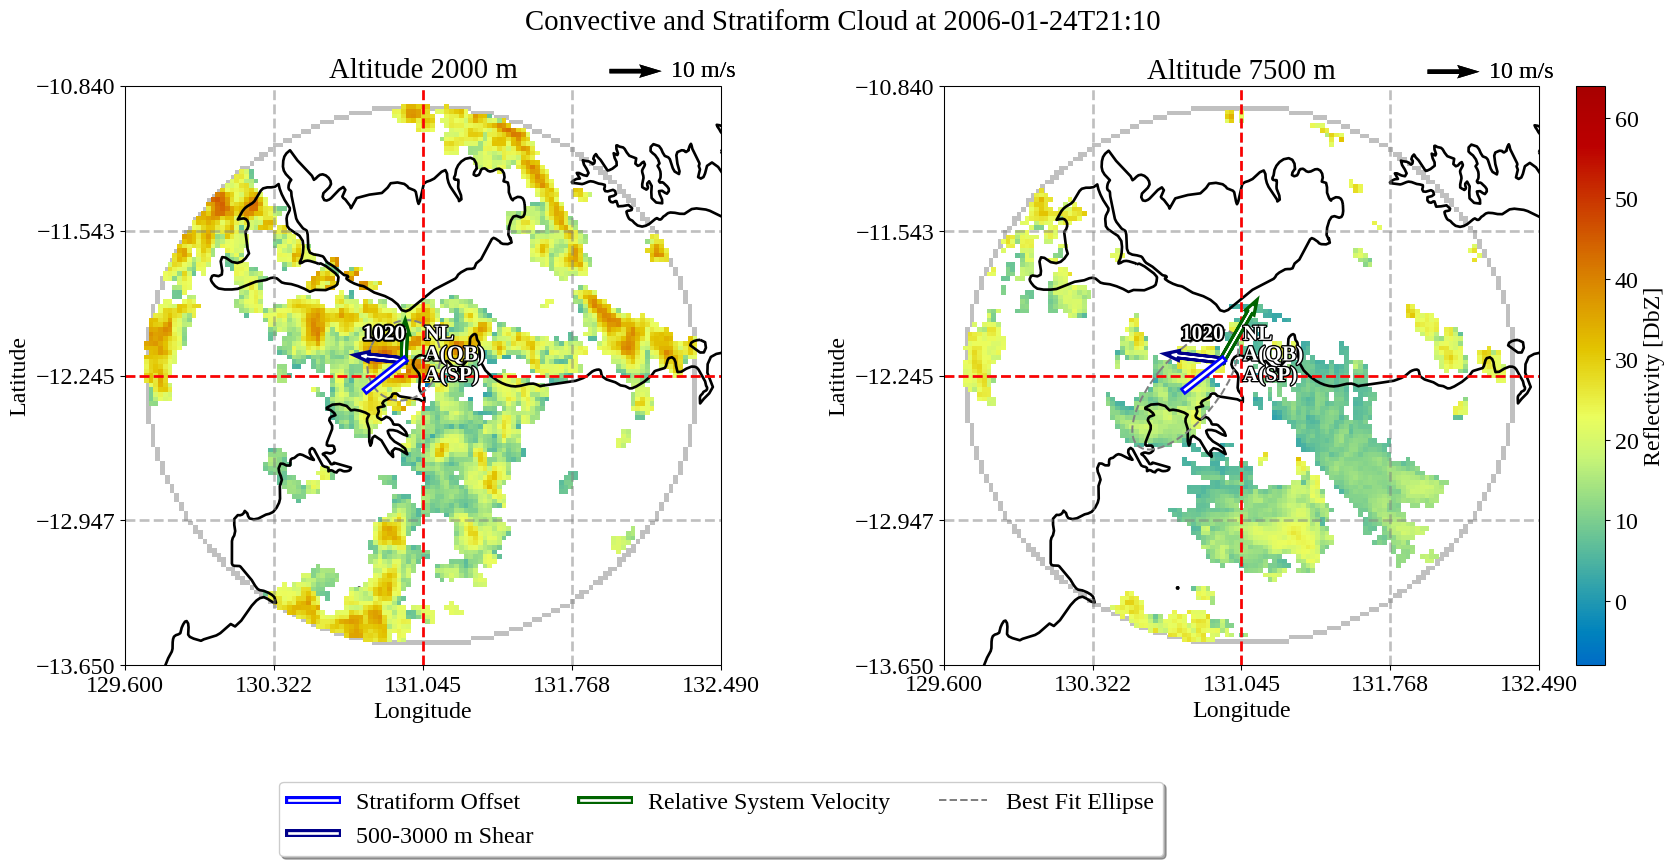 Convective and Stratiform Cloud at 2006-01-24T21:10
Altitude 2000 m
10 m/s
−10.840
−11.543
−12.245
−12.947
−13.650
Latitude
129.600
130.322
131.045
131.768
132.490
Longitude
1020
NL
A(QB)
A(SP)
Altitude 7500 m
10 m/s
−10.840
−11.543
−12.245
−12.947
−13.650
Latitude
129.600
130.322
131.045
131.768
132.490
Longitude
1020
NL
A(QB)
A(SP)
60
50
40
30
20
10
0
Reflectivity [DbZ]
Stratiform Offset
500-3000 m Shear
Relative System Velocity
Best Fit Ellipse